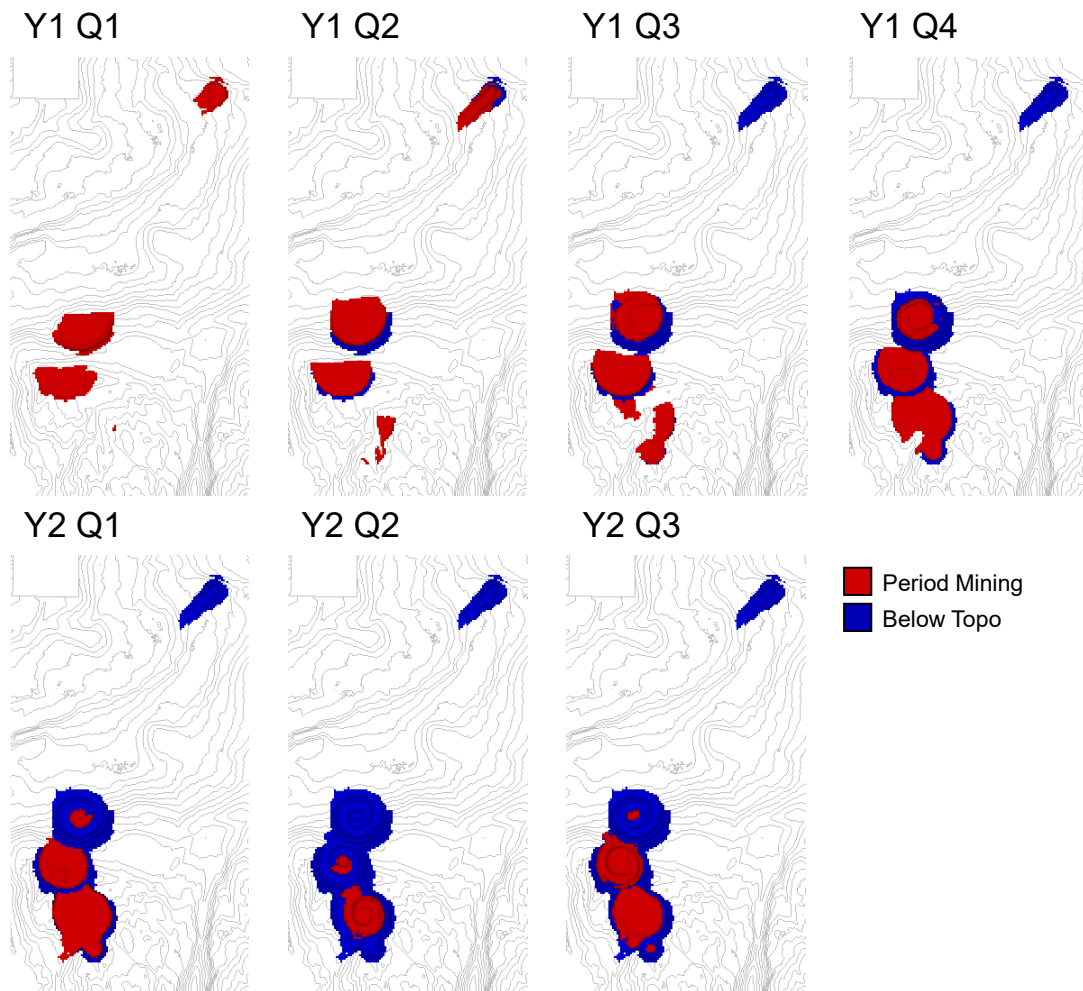 Y1 Q1
Y1 Q2
Y1 Q3
Y1 Q4
Y2 Q1
Y2 Q2
Y2 Q3
Period Mining
Below Topo